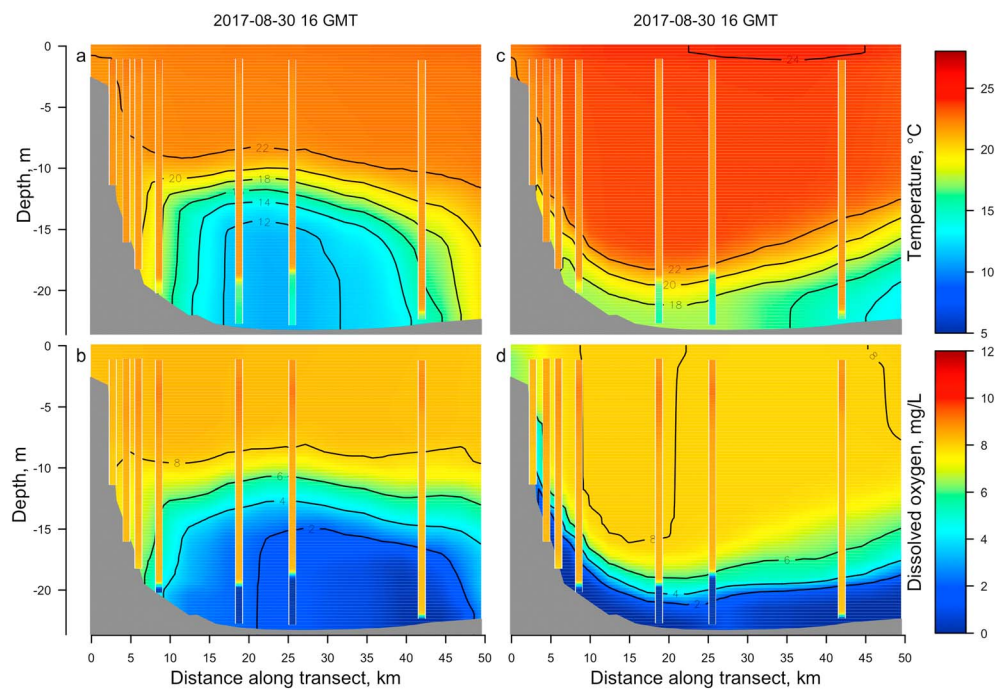 2017-08-30 16 GMT
2017-08-30 16 GMT
0
-5
-10
-15
-20
Depth, m
a
22
20
18
14
12
c
24
22
20
18
Temperature, °C
25
20
15
10
5
0
-5
-10
-15
-20
Depth, m
b
8
6
4
2
d
8
8
6
4
2
Dissolved oxygen, mg/L
12
10
8
6
4
2
0
0 5 10 15 20 25 30 35 40 45 50
0 5 10 15 20 25 30 35 40 45 50
Distance along transect, km
Distance along transect, km